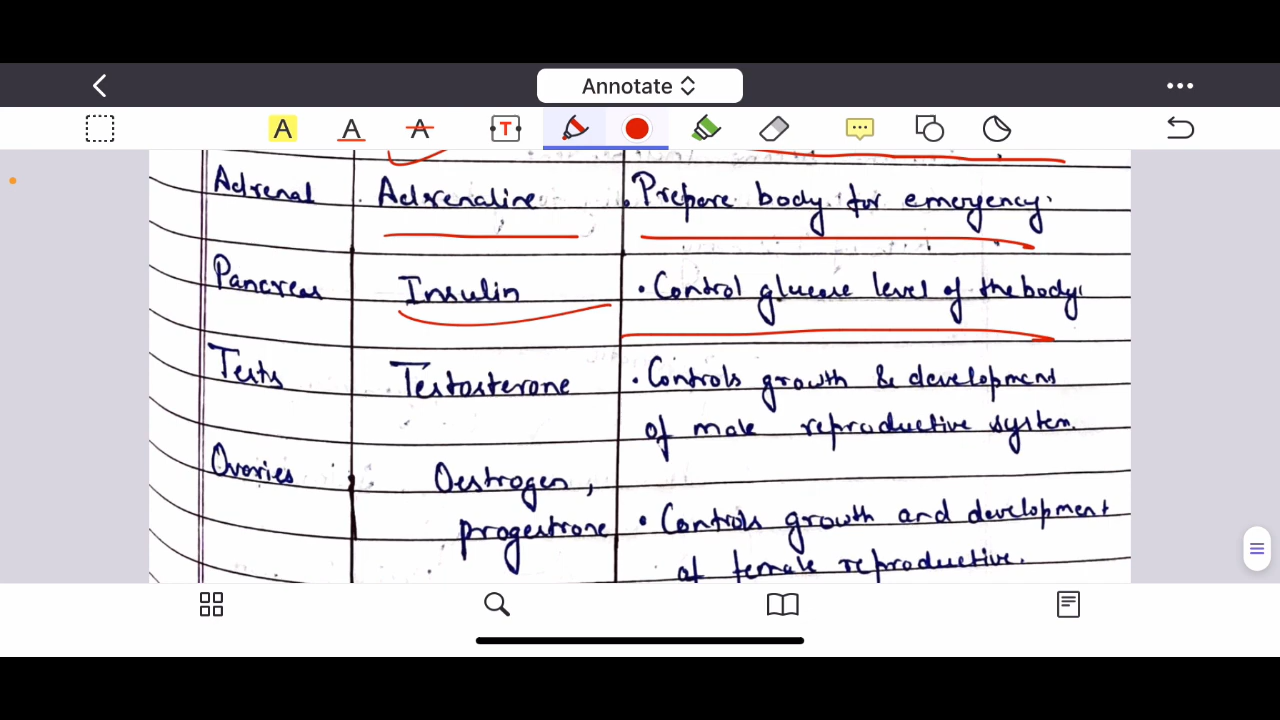 Annotate
A A A T
Adrenal Adrenaline Prepare body for emergency.
Pancreas Insulin • Control glucose level of the body
Tests Testosterone • Controls growth & development
of male reproductive system.
Ovaries Oestrogen,
progestrone • Controls growth and development
of female reproductive.